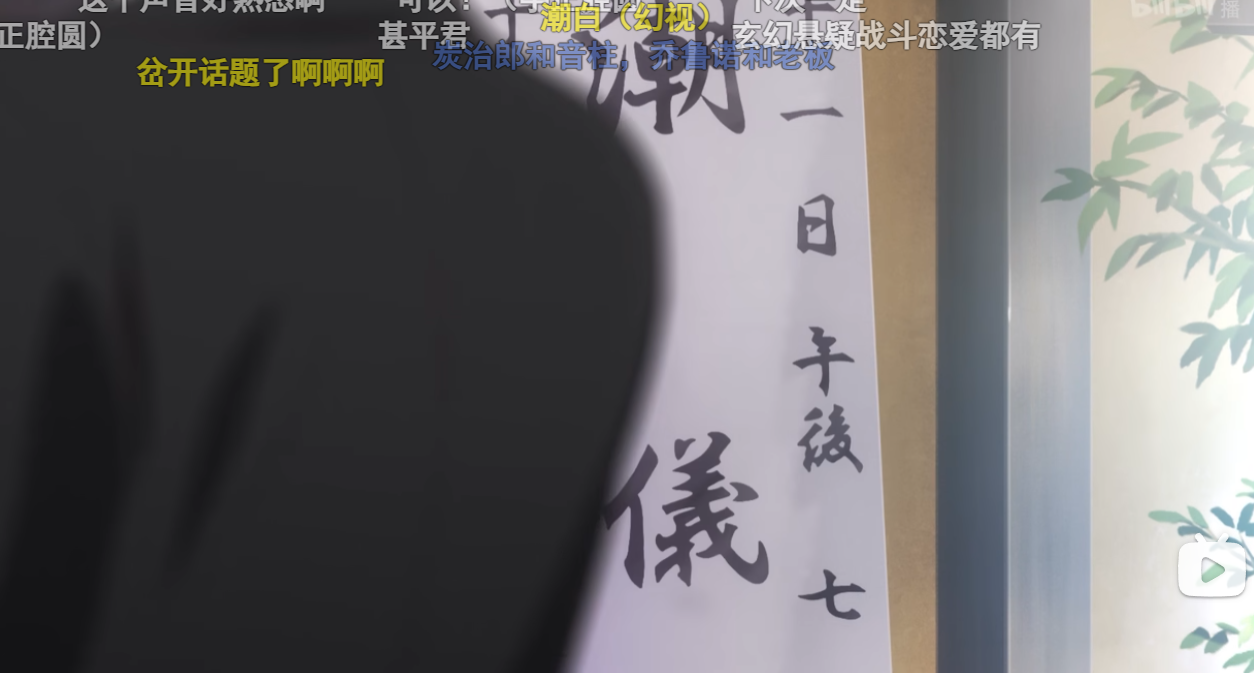 这个声音好熟悉啊
可以！
卡次一定
正腔圆）
甚平君
潮白（幻视）
玄幻悬疑战斗恋爱都有
炭治郎和音柱，乔鲁诺和老板
岔开话题了啊啊啊
bilibili
播
一日 午後 七
潮 儀